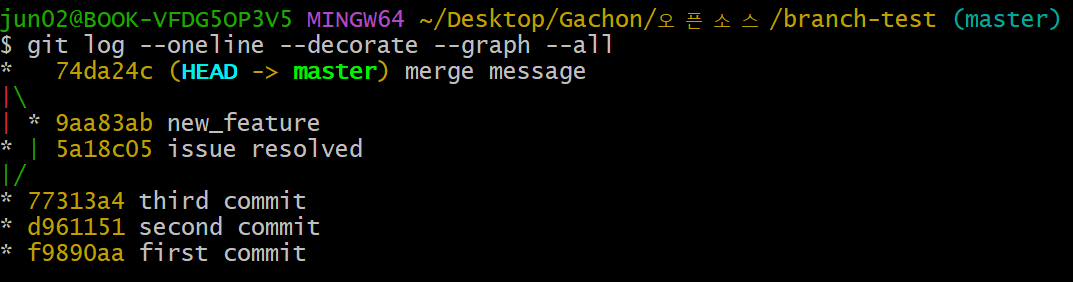 jun02@BOOK-VFDG5OP3V5 MINGW64 ~/Desktop/Gachon/오픈소스/branch-test (master)
$ git log --oneline --decorate --graph --all
*   74da24c (HEAD -> master) merge message
|\
| * 9aa83ab new_feature
* | 5a18c05 issue resolved
|/
* 77313a4 third commit
* d961151 second commit
* f9890aa first commit